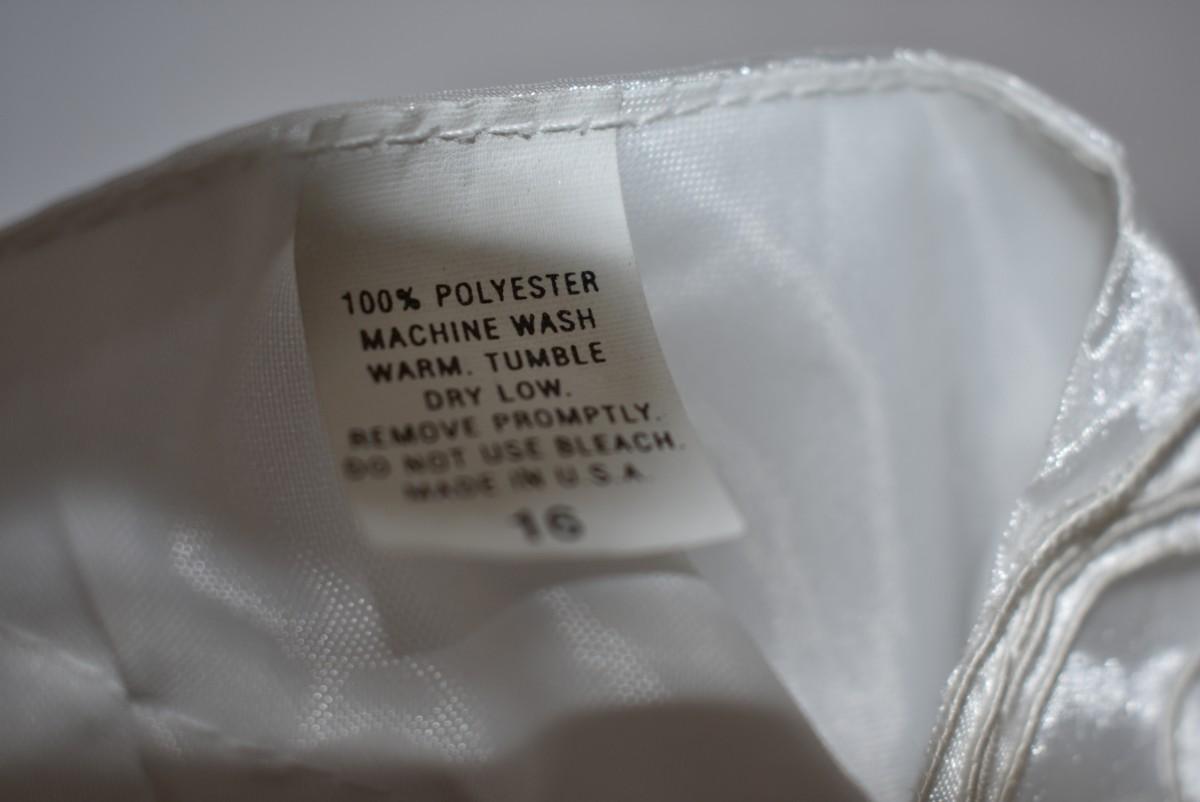 100% POLYESTER
MACHINE WASH
WARM. TUMBLE
DRY LOW.
REMOVE PROMPTLY.
DO NOT USE BLEACH.
MADE IN U.S.A.
16